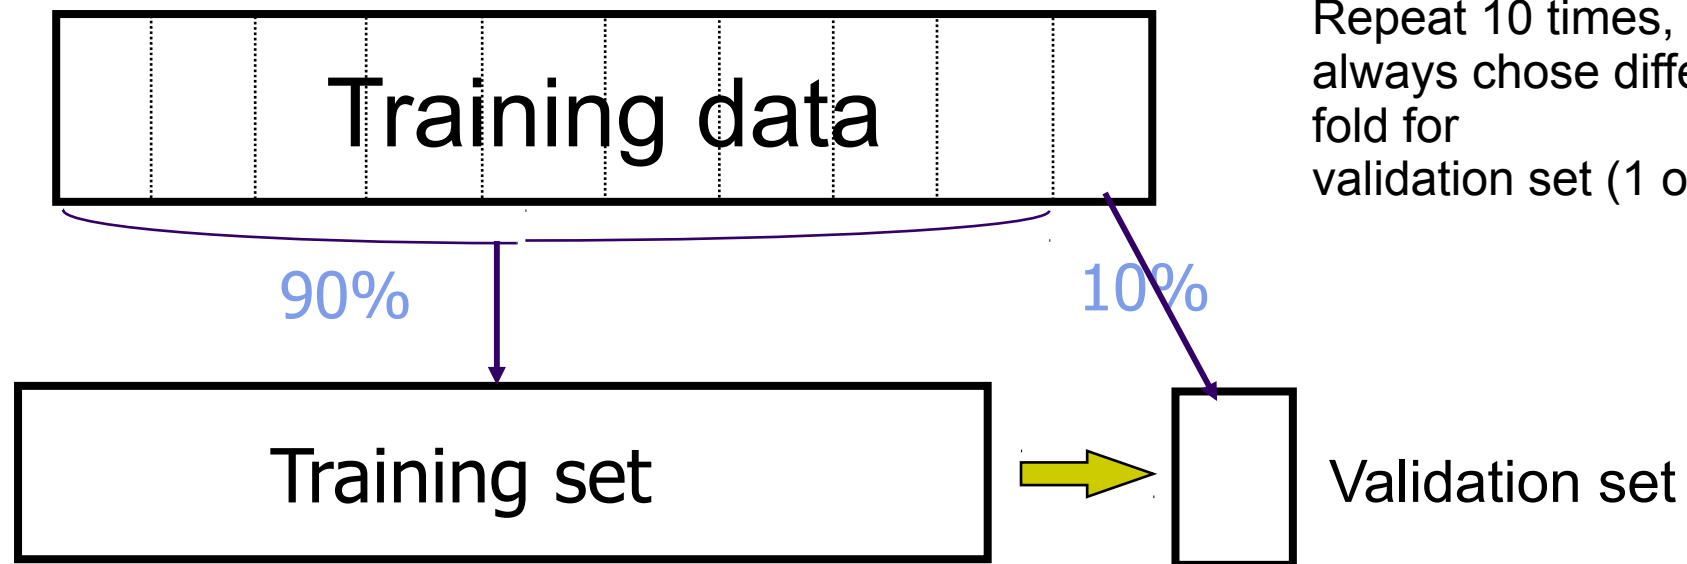 Training data
Repeat 10 times,
always chose
fold for
validation set (1
90%
10%
Training set
Validation set